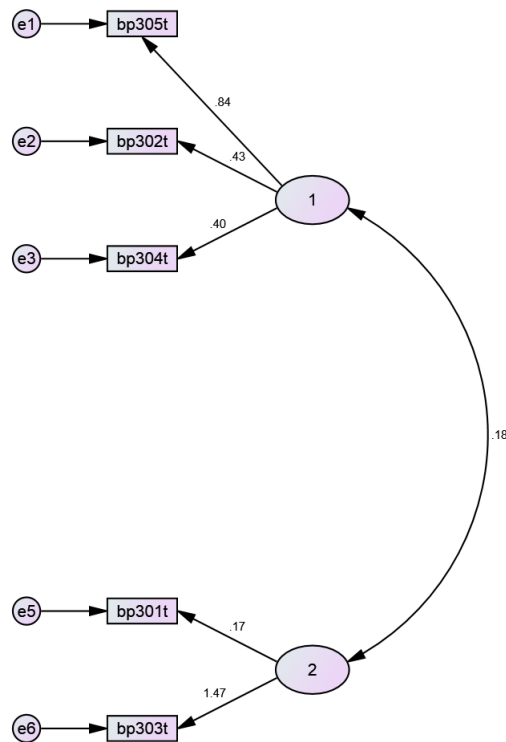 e1 bp305t
.84
e2 bp302t
.43
1
.40
e3 bp304t
.18
e5 bp301t
.17
2
1.47
e6 bp303t